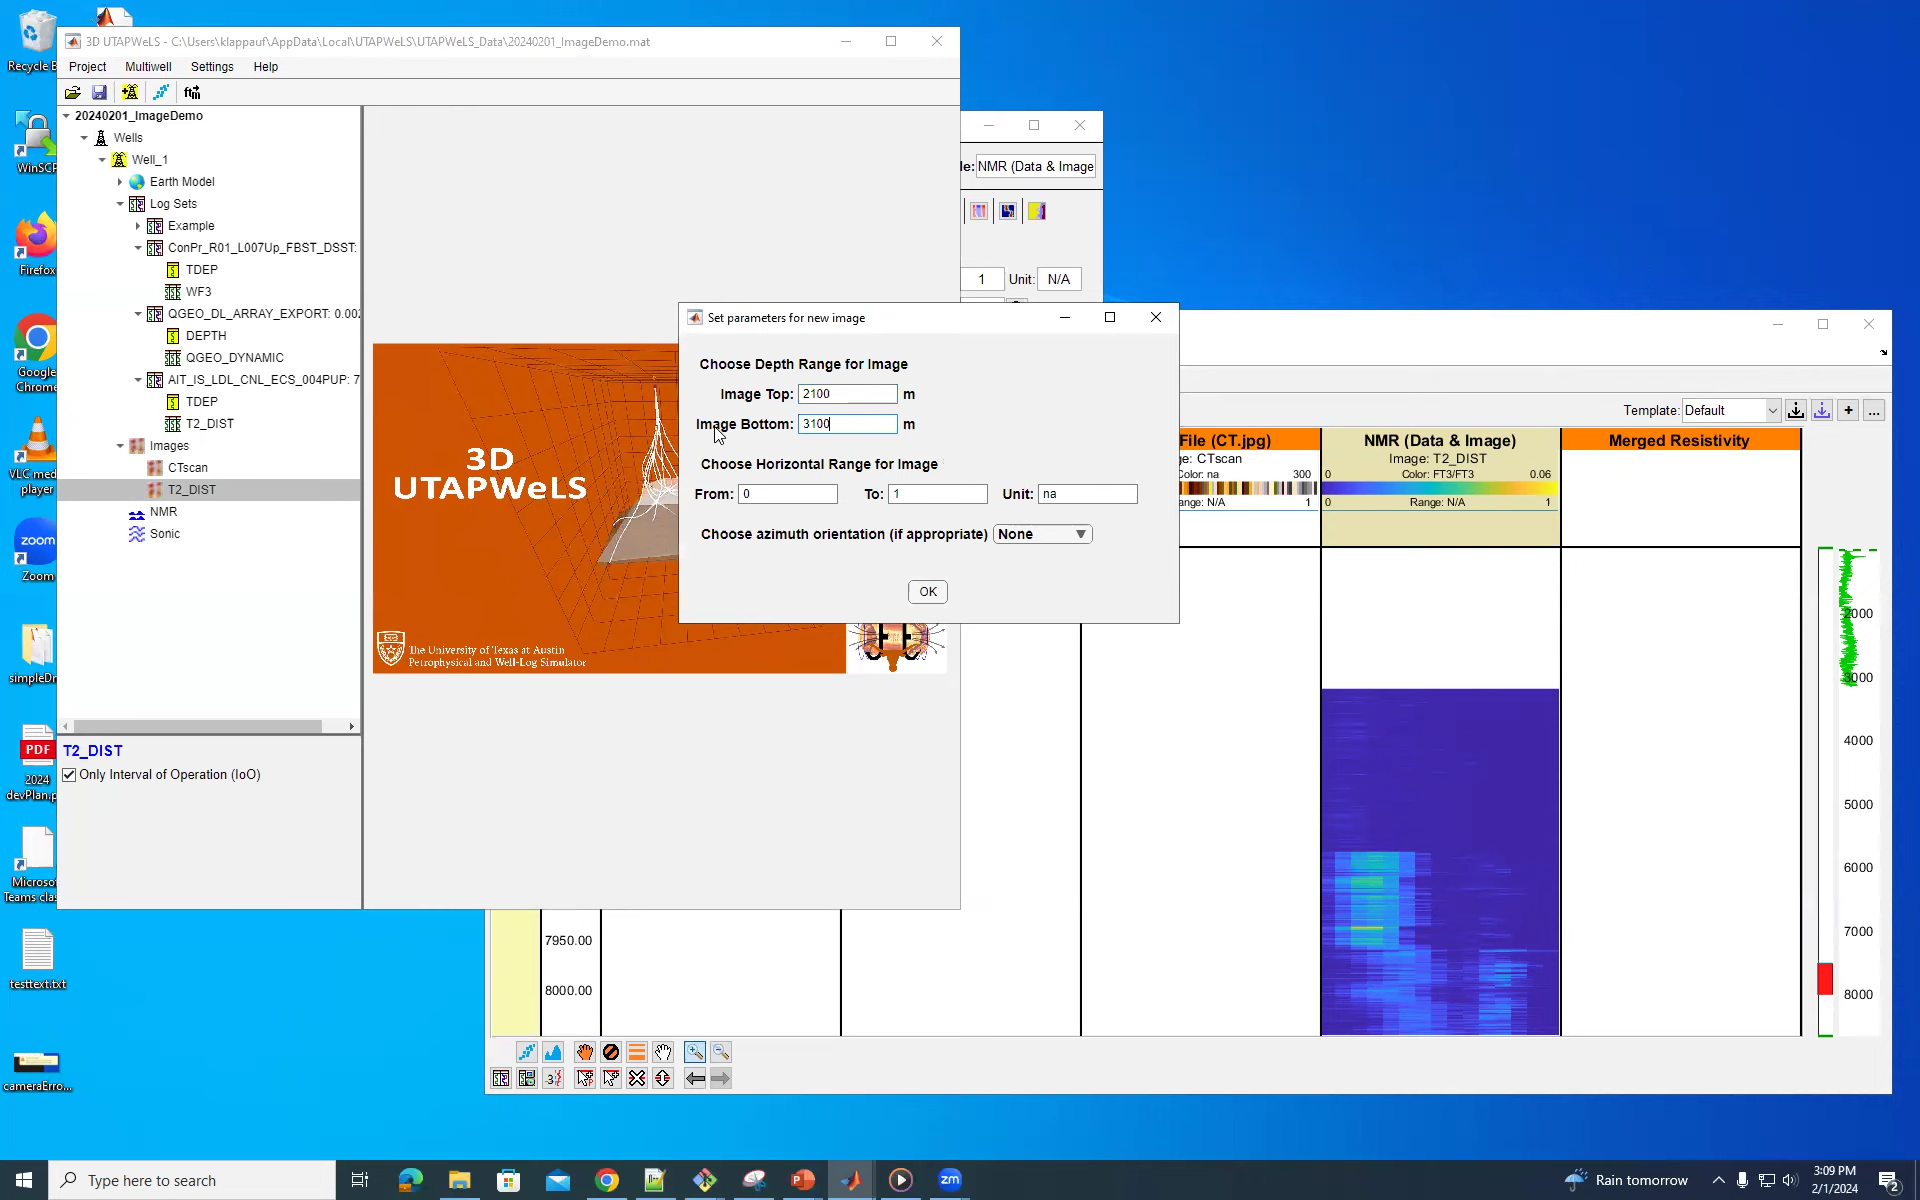 Recycle B
WinSCP
Firefox
Google
Chrome
VLC med
player
Zoom
simpleDr
2024
devPlan.p
Microso
Teams clas
testtext.txt
cameraErro...
3D UTAPWeLS - C:\Users\klappauf\AppData\Local\UTAPWeLS\UTAPWeLS_Data\20240201_ImageDemo.mat
Project Multiwell Settings Help
20240201_ImageDemo
Wells
Well_1
Earth Model
Log Sets
Example
ConPr_R01_L007Up_FBST_DSST:
TDEP
WF3
QGEO_DL_ARRAY_EXPORT: 0.002
DEPTH
QGEO_DYNAMIC
AIT_IS_LDL_CNL_ECS_004PUP: 7
TDEP
T2_DIST
Images
CTscan
T2_DIST
NMR
Sonic
T2_DIST
Only Interval of Operation (IoO)
3D
UTAPWeLS
The University of Texas at Austin
Petrophysical and Well-Log Simulator
le: NMR (Data & Image
1 Unit: N/A
Set parameters for new image
Choose Depth Range for Image
Image Top: 2100 m
Image Bottom: 3100 m
Choose Horizontal Range for Image
From: 0 To: 1 Unit: na
Choose azimuth orientation (if appropriate) None
OK
Template: Default
File (CT.jpg)
ge: CTscan
Color: na 300
ange: N/A 1
NMR (Data & Image)
Image: T2_DIST
0 Color: FT3/FT3 0.06
0 Range: N/A 1
Merged Resistivity
2000
3000
4000
5000
6000
7000
8000
7950.00
8000.00
Type here to search
Rain tomorrow
3:09 PM
2/1/2024
2
PDF
zoom
zm